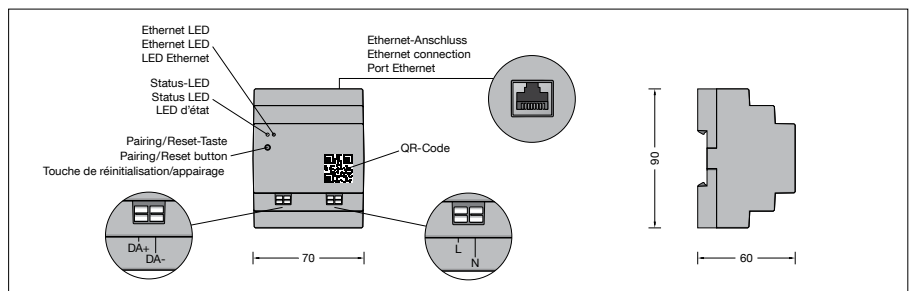 Ethernet LED
Ethernet LED
LED Ethernet
Status-LED
Status LED
LED d'état
Pairing/Reset-Taste
Pairing/Reset button
Touche de réinitialisation/appairage
Ethernet-Anschluss
Ethernet connection
Port Ethernet
QR-Code
DA+
DA-
L
N
70
90
60